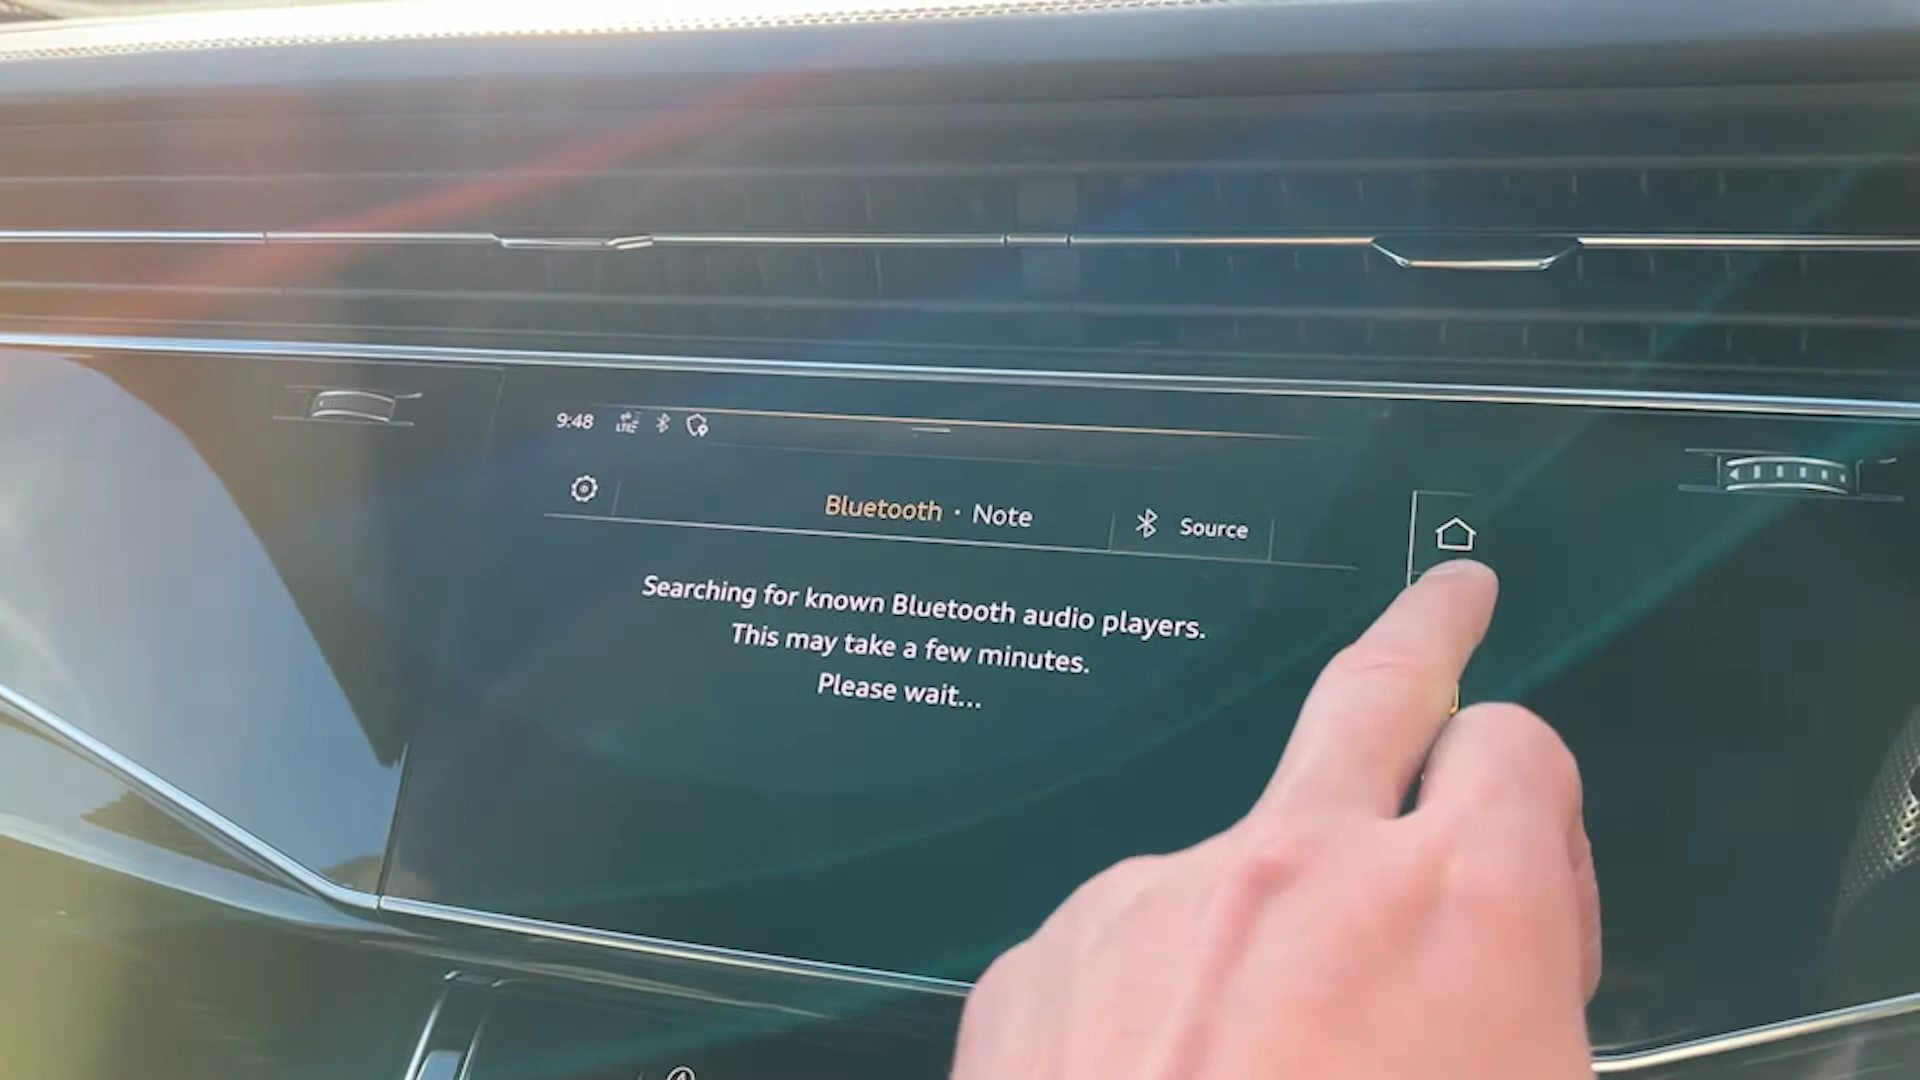 9:48 LTE
Bluetooth · Note
Source
Searching for known Bluetooth audio players.
This may take a few minutes.
Please wait...